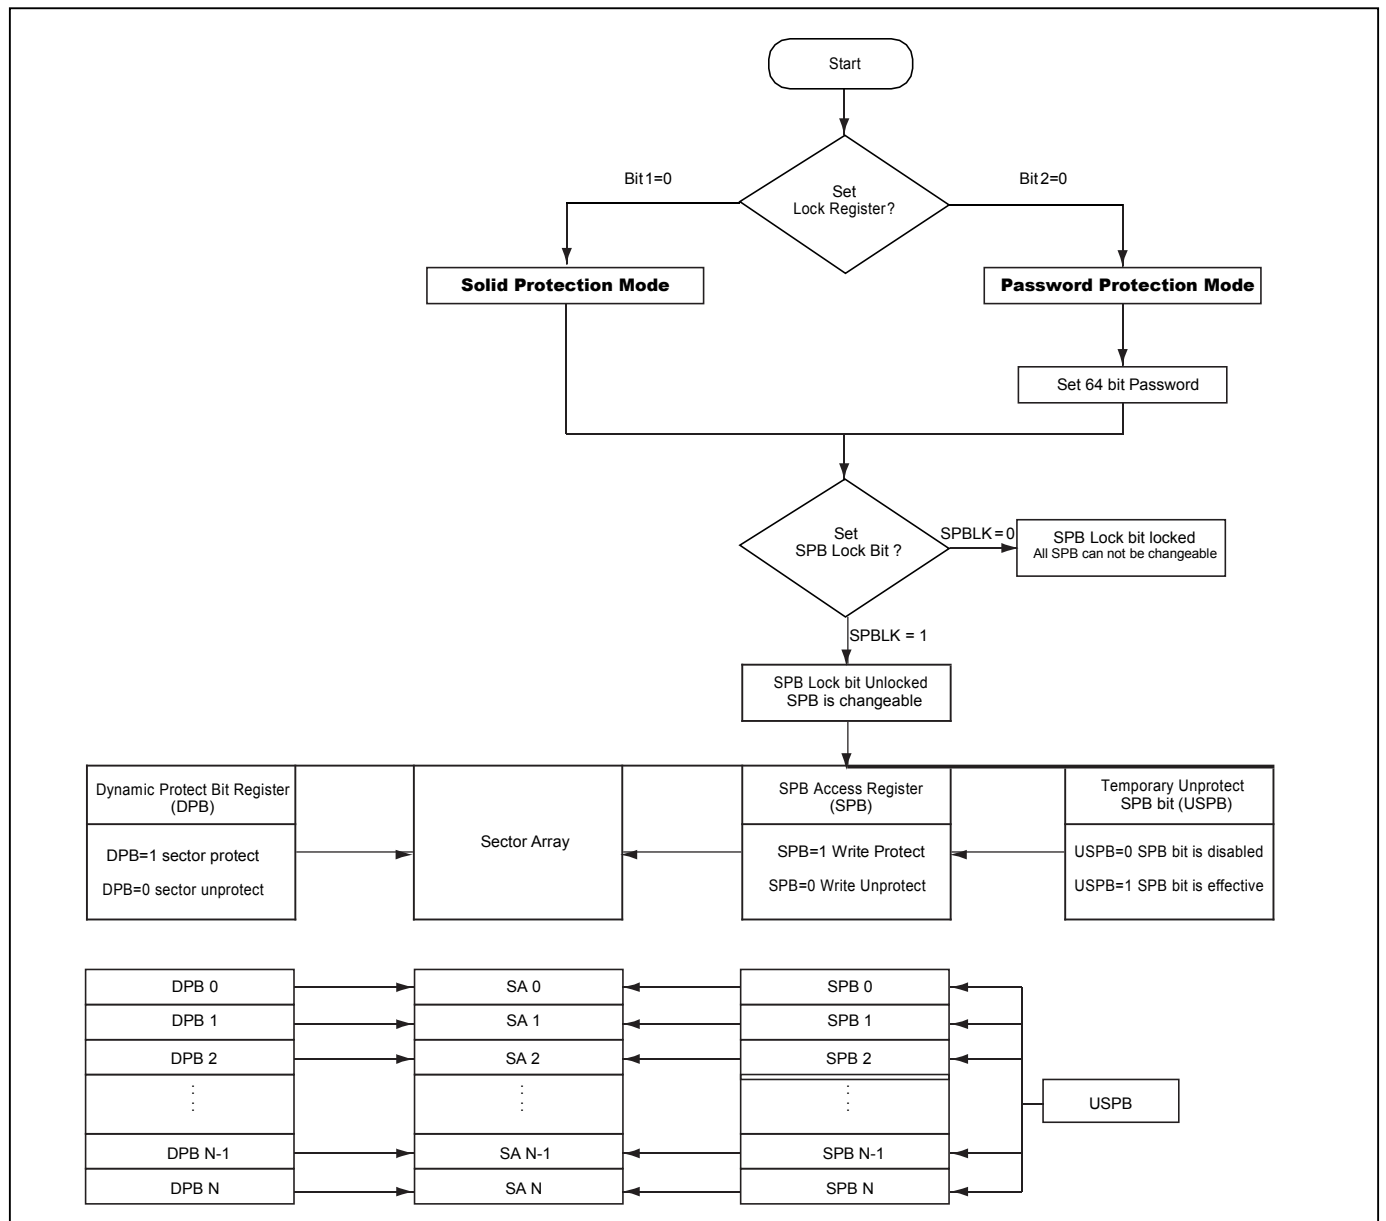 Start
Bit1=0
Set
Lock Register?
Bit2=0
Solid Protection Mode
Password Protection Mode
Set 64 bit Password
Set
SPB Lock Bit ?
SPBLK = 0
SPB Lock bit locked
All SPB can not be changeable
SPBLK = 1
SPB Lock bit Unlocked
SPB is changeable
Dynamic Protect Bit Register
(DPB)
DPB=1 sector protect
DPB=0 sector unprotect
Sector Array
SPB Access Register
(SPB)
SPB=1 Write Protect
SPB=0 Write Unprotect
Temporary Unprotect
SPB bit (USPB)
USPB=0 SPB bit is disabled
USPB=1 SPB bit is effective
DPB 0
SA 0
SPB 0
DPB 1
SA 1
SPB 1
DPB 2
SA 2
SPB 2
:
:
:
:
:
:
USPB
DPB N-1
SA N-1
SPB N-1
DPB N
SA N
SPB N